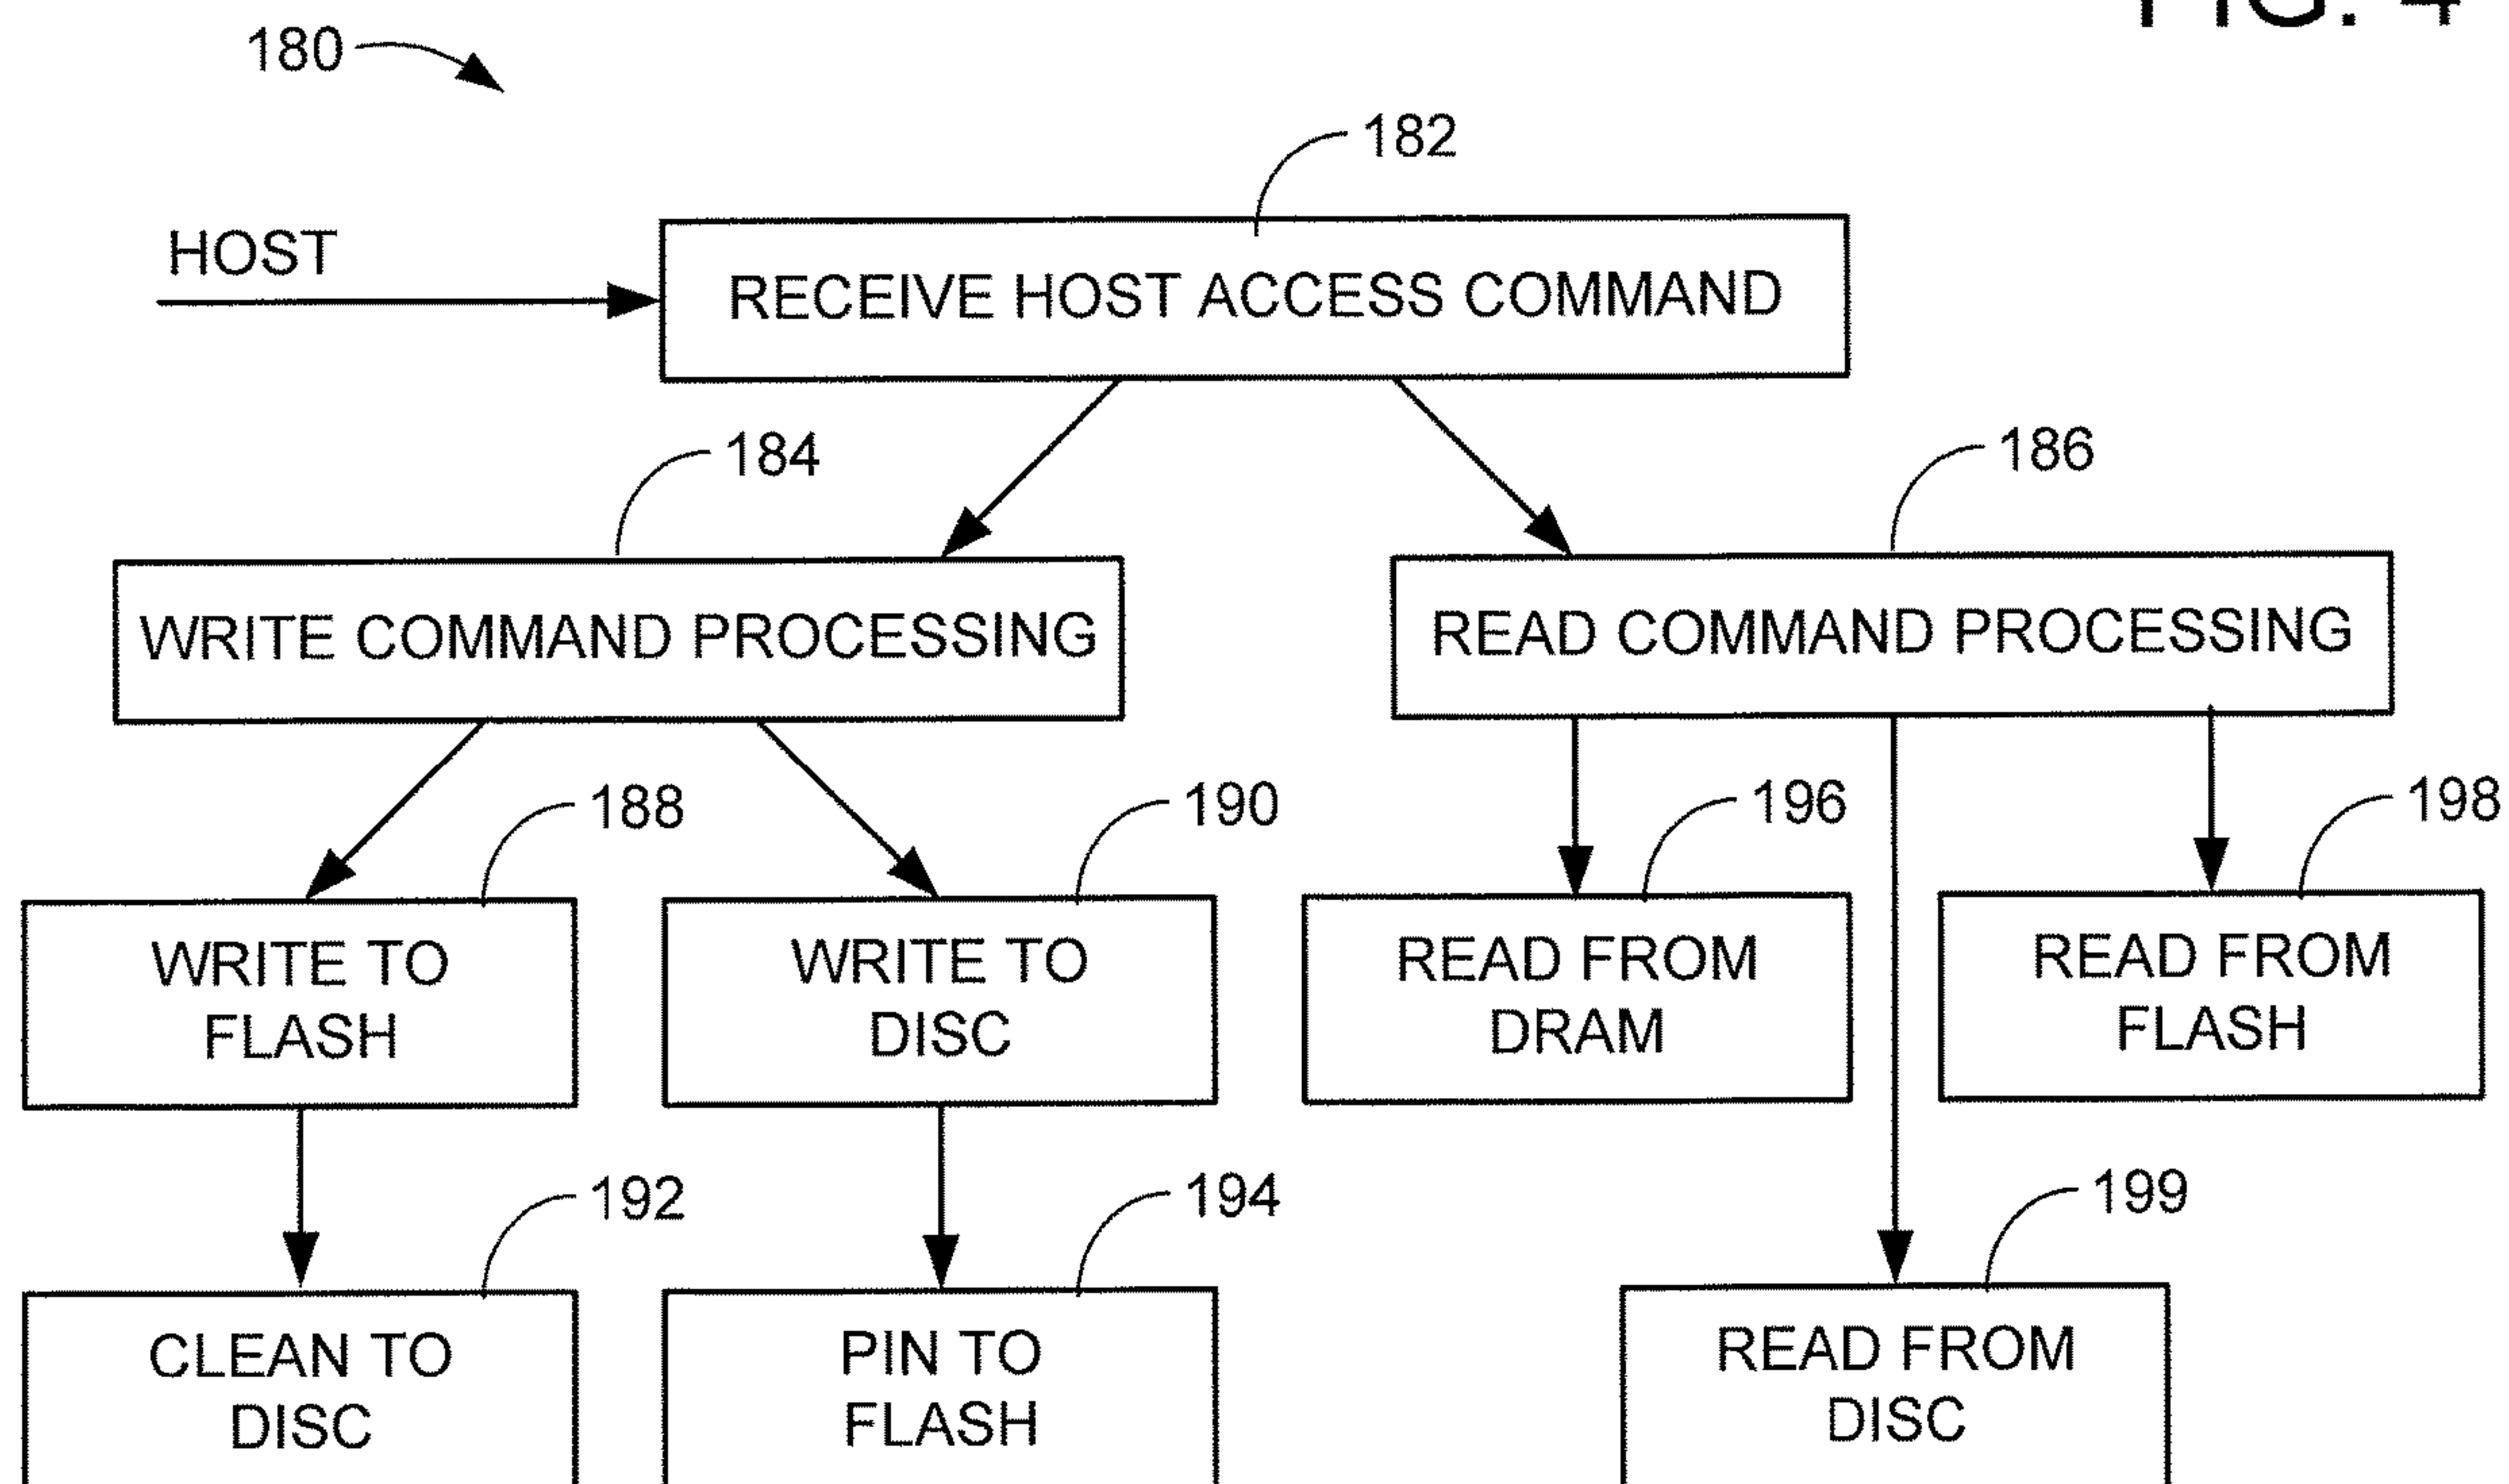 FIG. 4
180
182
HOST
RECEIVE HOST ACCESS COMMAND
184
186
WRITE COMMAND PROCESSING
READ COMMAND PROCESSING
188
190
196
198
WRITE TO
FLASH
WRITE TO
DISC
READ FROM
DRAM
READ FROM
FLASH
192
194
199
CLEAN TO
DISC
PIN TO
FLASH
READ FROM
DISC